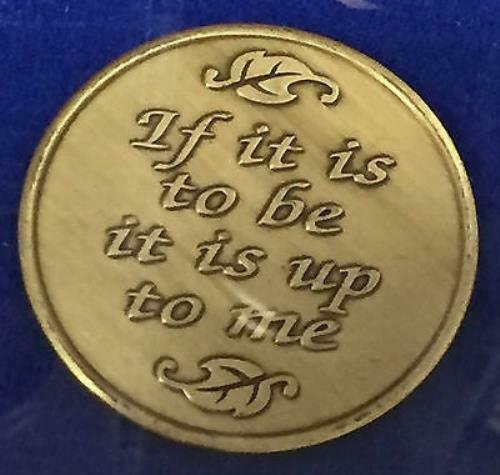 If it is
to be
it is up
to me